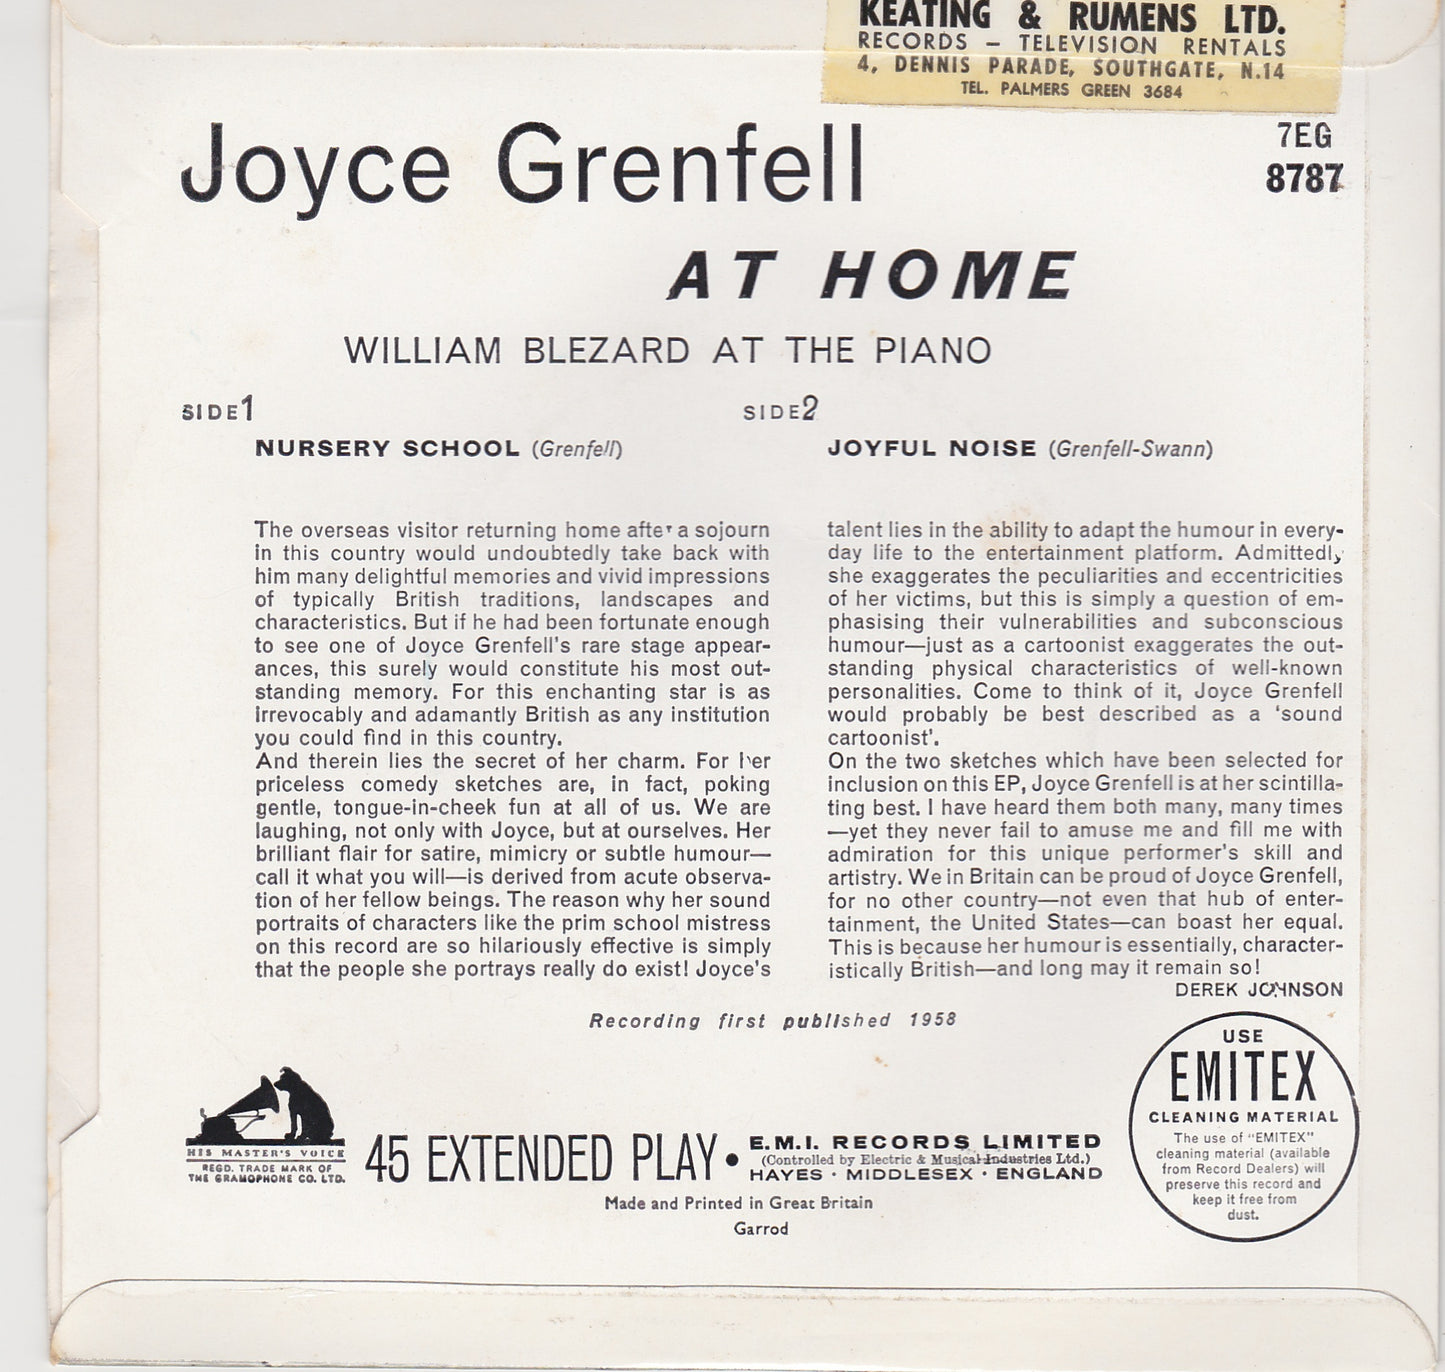 KEATING & RUMENS LTD.
RECORDS – TELEVISION RENTALS
4, DENNIS PARADE, SOUTHGATE, N.14
TEL. PALMERS GREEN 3684
7EG
8787
Joyce Grenfell
AT HOME
WILLIAM BLEZARD AT THE PIANO
SIDE 1
NURSERY SCHOOL (Grenfell)
The overseas visitor returning home after a sojourn
in this country would undoubtedly take back with
him many delightful memories and vivid impressions
of typically British traditions, landscapes and
characteristics. But if he had been fortunate enough
to see one of Joyce Grenfell's rare stage appear-
ances, this surely would constitute his most out-
standing memory. For this enchanting star is as
irrevocably and adamantly British as any institution
you could find in this country.
And therein lies the secret of her charm. For her
priceless comedy sketches are, in fact, poking
gentle, tongue-in-cheek fun at all of us. We are
laughing, not only with Joyce, but at ourselves. Her
brilliant flair for satire, mimicry or subtle humour—
call it what you will—is derived from acute observa-
tion of her fellow beings. The reason why her sound
portraits of characters like the prim school mistress
on this record are so hilariously effective is simply
that the people she portrays really do exist! Joyce's
SIDE 2
JOYFUL NOISE (Grenfell-Swann)
talent lies in the ability to adapt the humour in every-
day life to the entertainment platform. Admittedly,
she exaggerates the peculiarities and eccentricities
of her victims, but this is simply a question of em-
phasising their vulnerabilities and subconscious
humour—just as a cartoonist exaggerates the out-
standing physical characteristics of well-known
personalities. Come to think of it, Joyce Grenfell
would probably be best described as a 'sound
cartoonist'.
On the two sketches which have been selected for
inclusion on this EP, Joyce Grenfell is at her scintilla-
ting best. I have heard them both many, many times
—yet they never fail to amuse me and fill me with
admiration for this unique performer's skill and
artistry. We in Britain can be proud of Joyce Grenfell,
for no other country—not even that hub of enter-
tainment, the United States—can boast her equal.
This is because her humour is essentially, character-
istically British—and long may it remain so!
DEREK JOHNSON
Recording first published 1958
HIS MASTER'S VOICE
REGD. TRADE MARK OF
THE GRAMOPHONE CO. LTD.
45 EXTENDED PLAY •
E.M.I. RECORDS LIMITED
(Controlled by Electric & Musical Industries Ltd.)
HAYES · MIDDLESEX · ENGLAND
Made and Printed in Great Britain
Garrod
USE
EMITEX
CLEANING MATERIAL
The use of "EMITEX"
cleaning material (available
from Record Dealers) will
preserve this record and
keep it free from
dust.